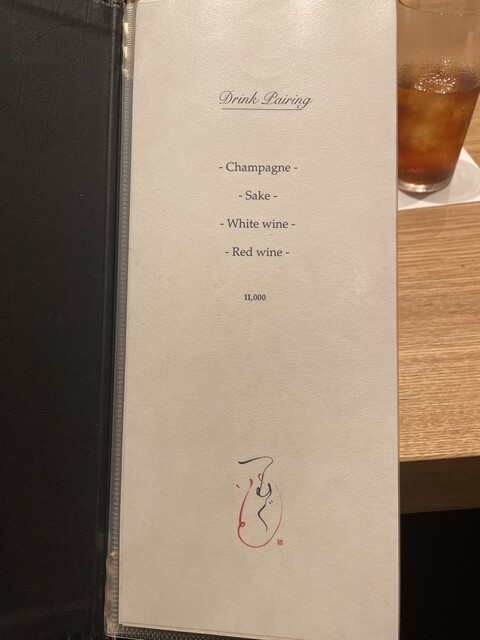 Drink Pairing
- Champagne -
- Sake -
- White wine -
- Red wine -
11,000